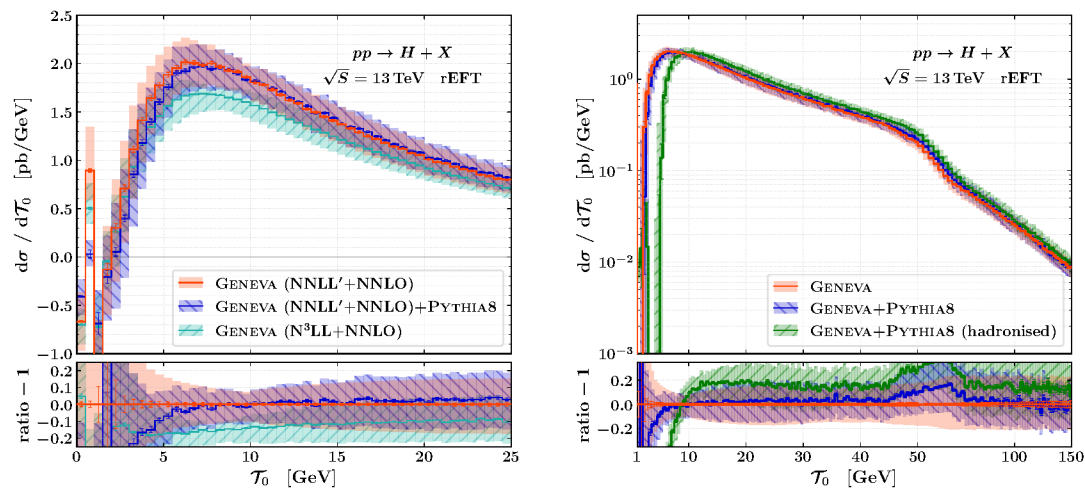 2.5
2.0
1.5
1.0
0.5
0.0
−0.5
−1.0
dσ / d𝒯₀ [pb/GeV]
pp → H + X
√S = 13 TeV rEFT
GENEVA (NNLL′+NNLO)
GENEVA (NNLL′+NNLO)+PYTHIA8
GENEVA (N³LL+NNLO)
0.2
0.1
0.0
−0.1
−0.2
ratio − 1
0 5 10 15 20 25
𝒯₀ [GeV]
10⁰
10⁻¹
10⁻²
10⁻³
dσ / d𝒯₀ [pb/GeV]
pp → H + X
√S = 13 TeV rEFT
GENEVA
GENEVA+PYTHIA8
GENEVA+PYTHIA8 (hadronised)
0.2
0.0
−0.2
ratio − 1
1 10 20 30 40 50 100 150
𝒯₀ [GeV]